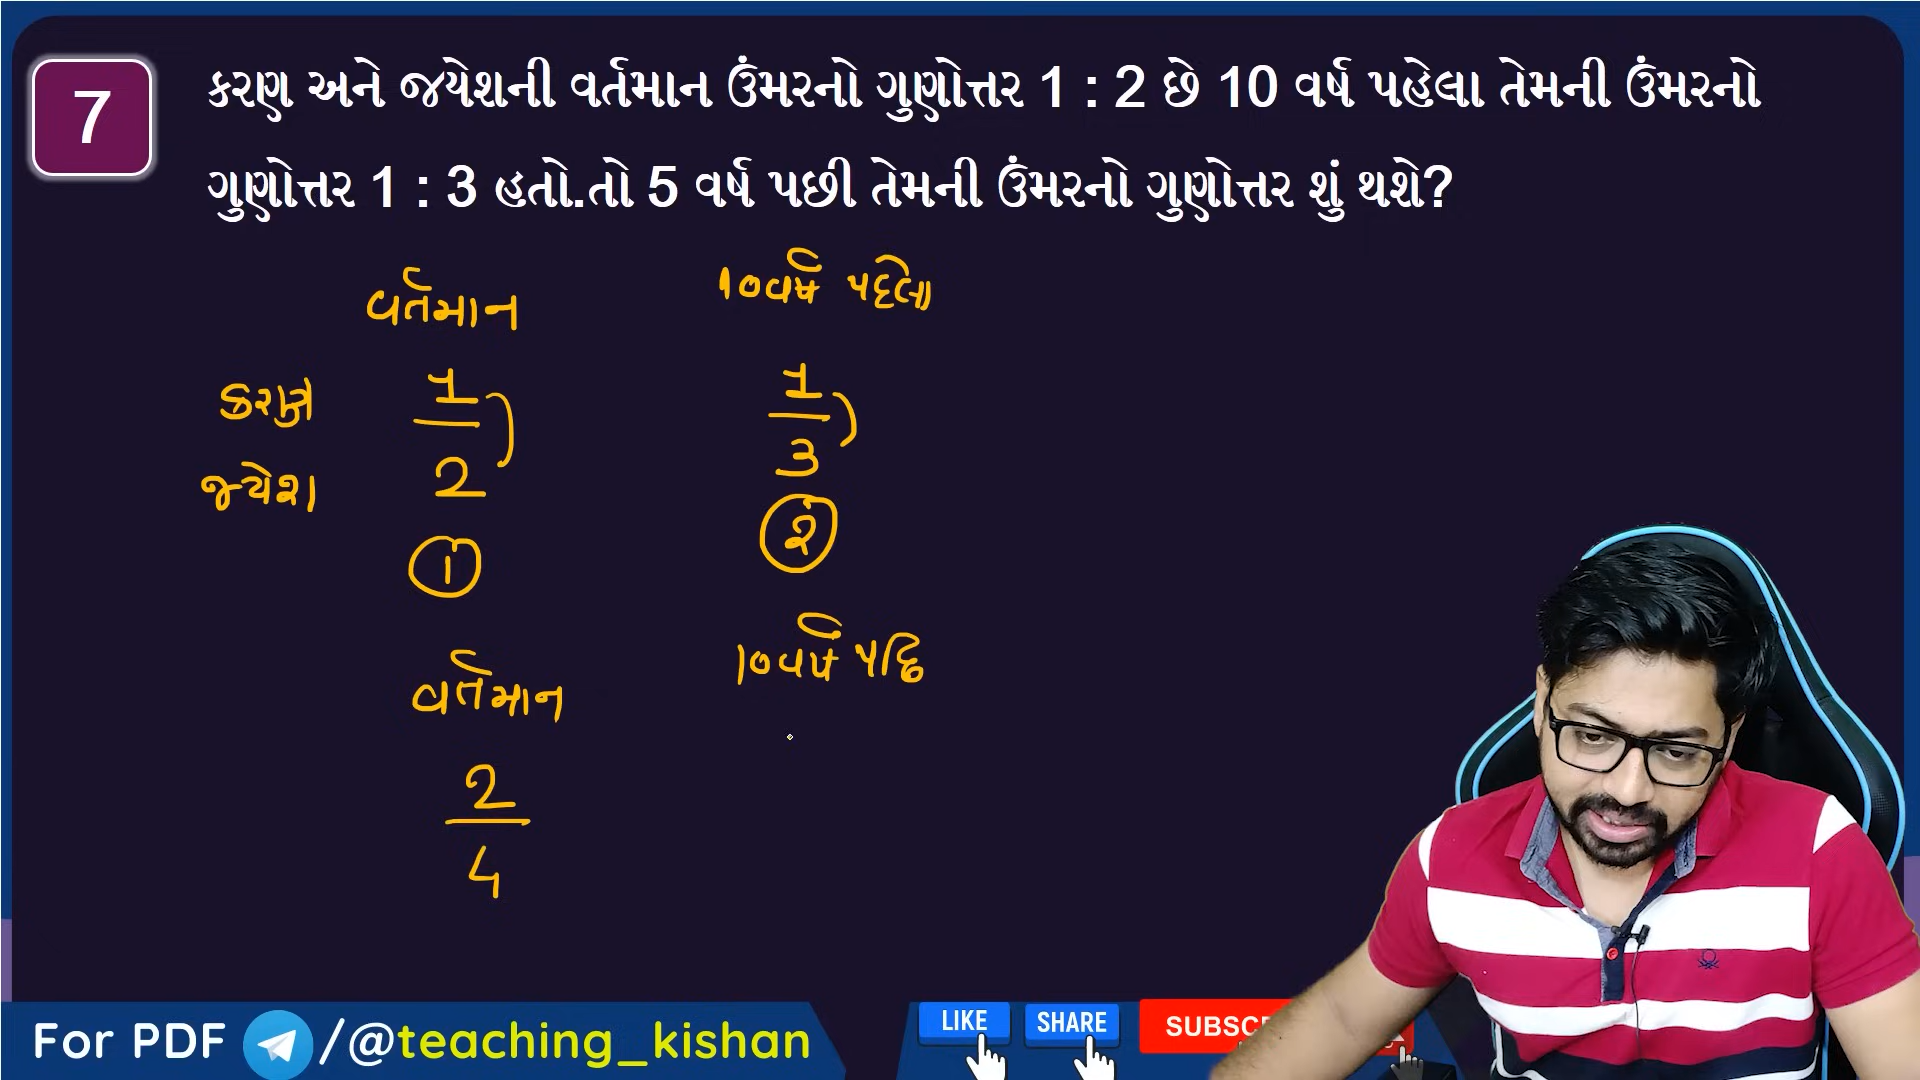 7
કરણ અને જયેશની વર્તમાન ઉંમરનો ગુણોત્તર 1 : 2 છે 10 વર્ષ પહેલા તેમની ઉંમરનો
ગુણોત્તર 1 : 3 હતો.તો 5 વર્ષ પછી તેમની ઉંમરનો ગુણોત્તર શું થશે?
વર્તમાન
10વર્ષ પહેલા
કરણ
1
1
જયેશ
2
3
1
2
વર્તમાન
10વર્ષ પછિ
2
4
For PDF /@teaching_kishan
LIKE SHARE